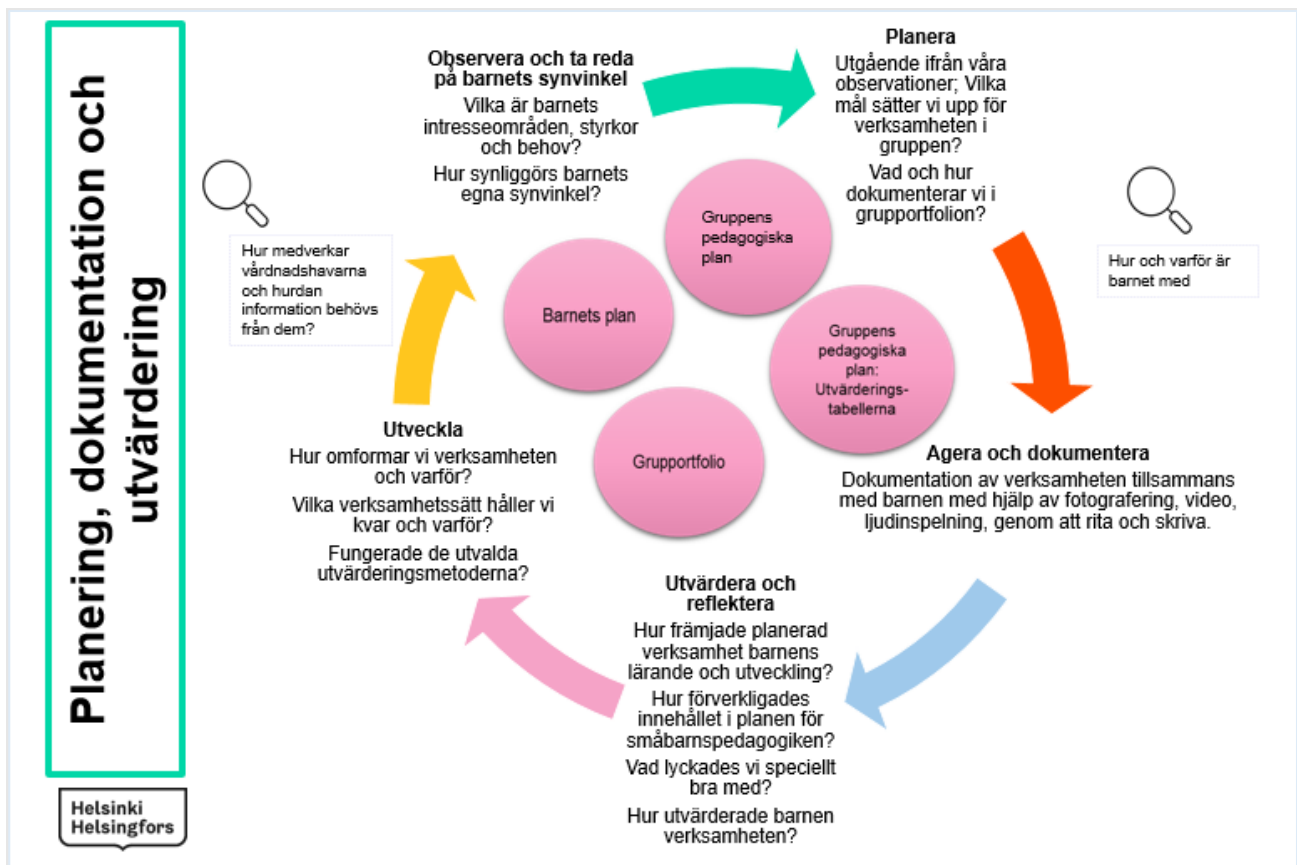 Planering, dokumentation och
utvärdering
Helsinki
Helsingfors
Observera och ta reda
på barnets synvinkel
Vilka är barnets
intresseområden, styrkor
och behov?
Hur synliggörs barnets
egna synvinkel?
Planera
Utgående ifrån våra
observationer; Vilka
mål sätter vi upp för
verksamheten i
gruppen?
Vad och hur
dokumenterar vi i
grupportfolion?
Hur och varför är
barnet med
Agera och dokumentera
Dokumentation av verksamheten tillsammans
med barnen med hjälp av fotografering, video,
ljudinspelning, genom att rita och skriva.
Utvärdera och
reflektera
Hur främjade planerad
verksamhet barnens
lärande och utveckling?
Hur förverkligades
innehållet i planen för
småbarnspedagogiken?
Vad lyckades vi speciellt
bra med?
Hur utvärderade barnen
verksamheten?
Utveckla
Hur omformar vi verksamheten
och varför?
Vilka verksamhetssätt håller vi
kvar och varför?
Fungerade de utvalda
utvärderingsmetoderna?
Hur medverkar
vårdnadshavarna
och hurdan
information behövs
från dem?
Gruppens
pedagogiska
plan
Barnets plan
Gruppens
pedagogiska
plan:
Utvärderings-
tabellerna
Grupportfolio